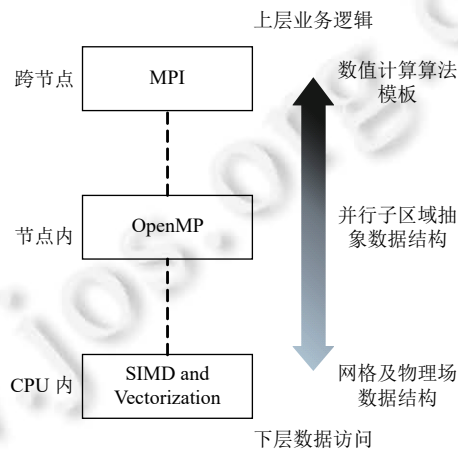 上层业务逻辑
跨节点
MPI
数值计算算法
模板
节点内
OpenMP
并行子区域抽
象数据结构
CPU 内
SIMD and
Vectorization
网格及物理场
数据结构
下层数据访问